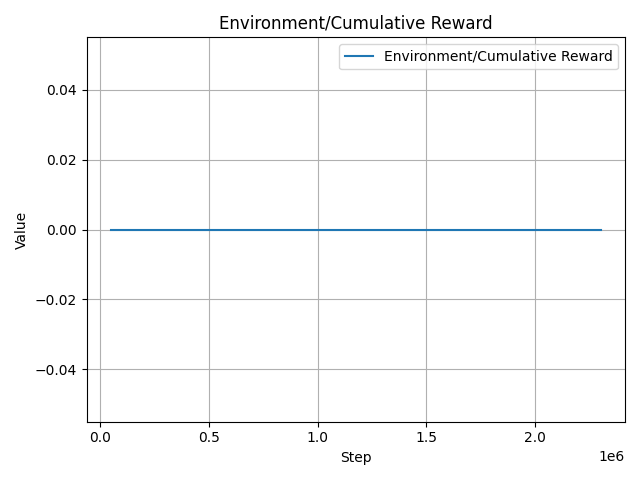 Environment/Cumulative Reward
Environment/Cumulative Reward
0.04
0.02
0.00
−0.02
−0.04
Value
0.0 0.5 1.0 1.5 2.0
1e6
Step